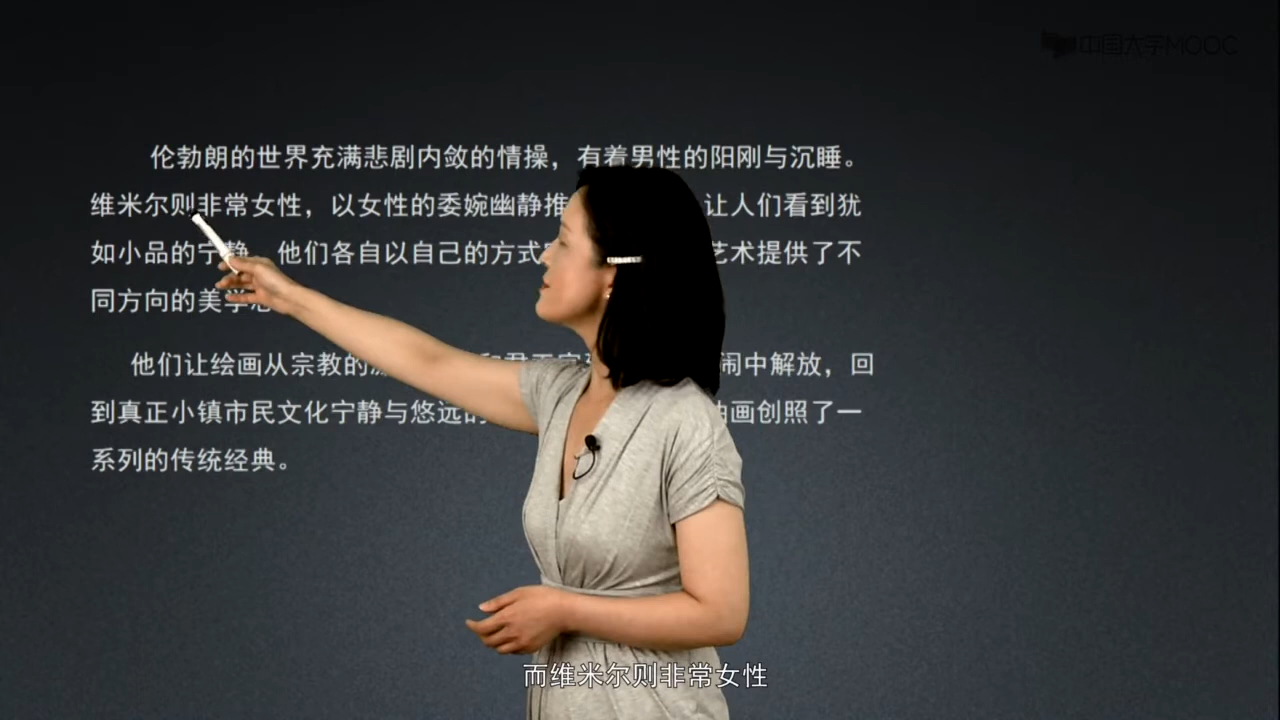 中国大学MOOC
伦勃朗的世界充满悲剧内敛的情操，有着男性的阳刚与沉睡。
维米尔则非常女性，以女性的委婉幽静推 让人们看到犹
如小品的宁静 他们各自以自己的方式 艺术提供了不
同方向的美学
他们让绘画从宗教的 闹中解放，回
到真正小镇市民文化宁静与悠远的 油画创照了一
系列的传统经典。
而维米尔则非常女性